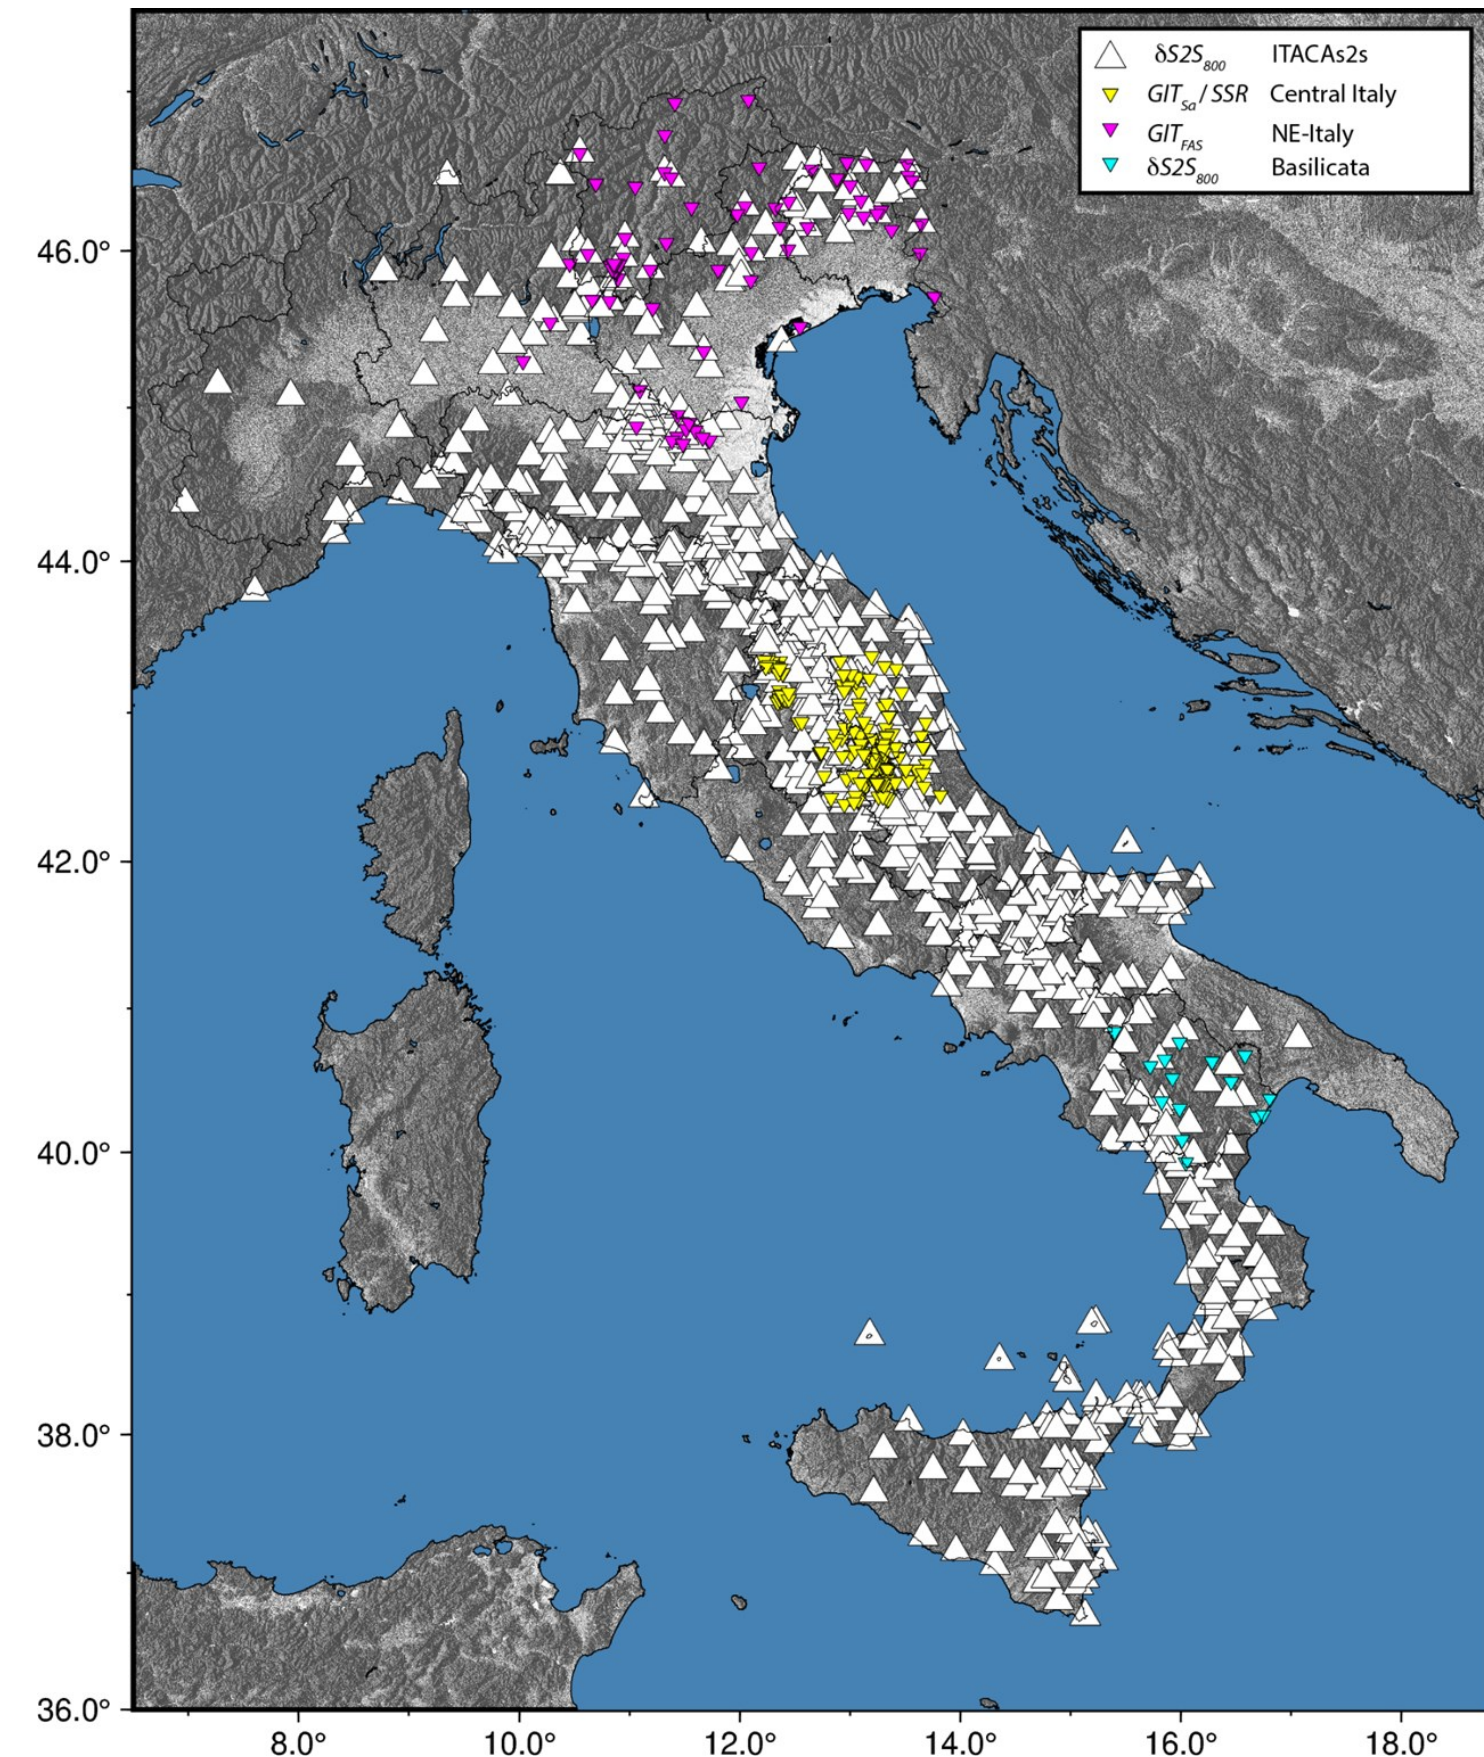 δS2S800 ITACAs2s
GITSa / SSR Central Italy
GITFAS NE-Italy
δS2S800 Basilicata
46.0°
44.0°
42.0°
40.0°
38.0°
36.0°
8.0° 10.0° 12.0° 14.0° 16.0° 18.0°